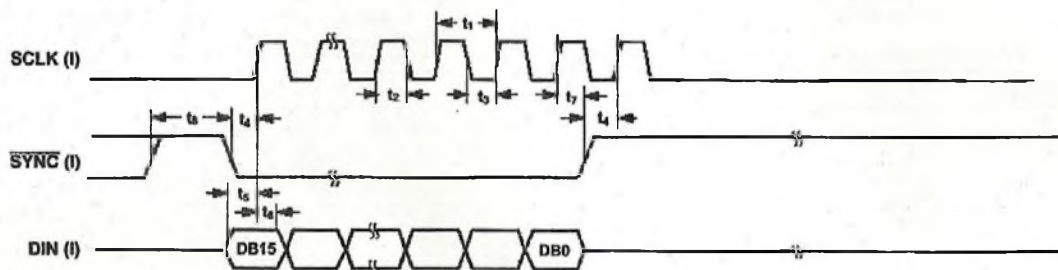 t₁
SCLK (I)
t₂ t₃ t₇
t₈ t₄ t₄
SYNC (I)
t₅
t₆
DIN (I) DB15 DB0